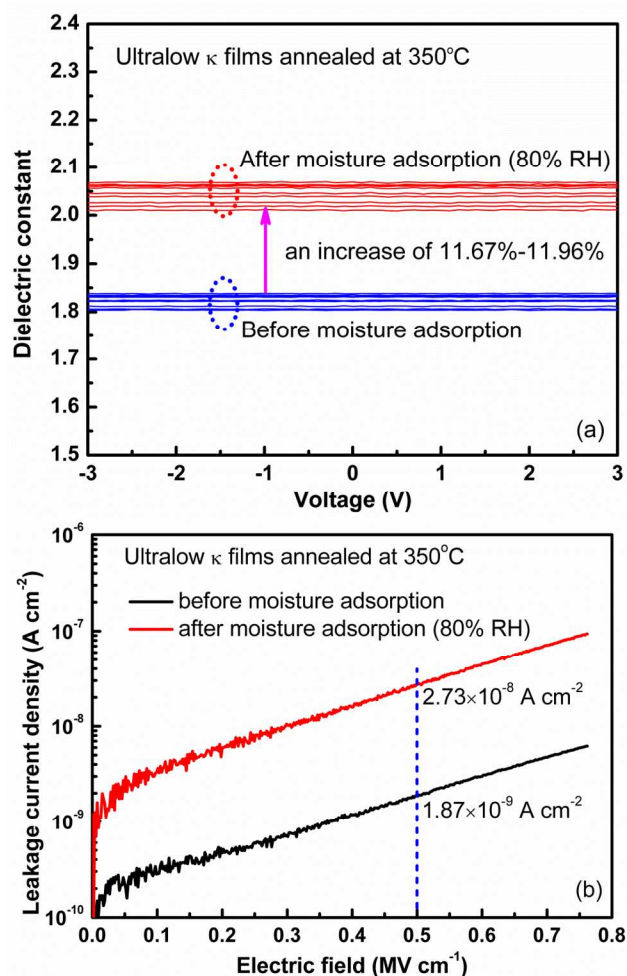 2.4
2.3
2.2
2.1
2.0
1.9
1.8
1.7
1.6
1.5
Dielectric constant
Ultralow κ films annealed at 350°C
After moisture adsorption (80% RH)
an increase of 11.67%-11.96%
Before moisture adsorption
(a)
-3 -2 -1 0 1 2 3
Voltage (V)
10⁻⁶
10⁻⁷
10⁻⁸
10⁻⁹
10⁻¹⁰
Leakage current density (A cm⁻²)
Ultralow κ films annealed at 350°C
before moisture adsorption
after moisture adsorption (80% RH)
2.73×10⁻⁸ A cm⁻²
1.87×10⁻⁹ A cm⁻²
(b)
0.0 0.1 0.2 0.3 0.4 0.5 0.6 0.7 0.8
Electric field (MV cm⁻¹)